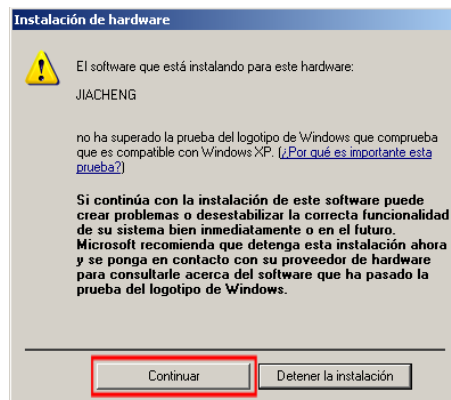 Instalación de hardware
El software que está instalando para este hardware:
JIACHENG
no ha superado la prueba del logotipo de Windows que comprueba
que es compatible con Windows XP. (¿Por qué es importante esta
prueba?)
Si continúa con la instalación de este software puede
crear problemas o desestabilizar la correcta funcionalidad
de su sistema bien inmediatamente o en el futuro.
Microsoft recomienda que detenga esta instalación ahora
y se ponga en contacto con su proveedor de hardware
para consultarle acerca del software que ha pasado la
prueba del logotipo de Windows.
Continuar
Detener la instalación